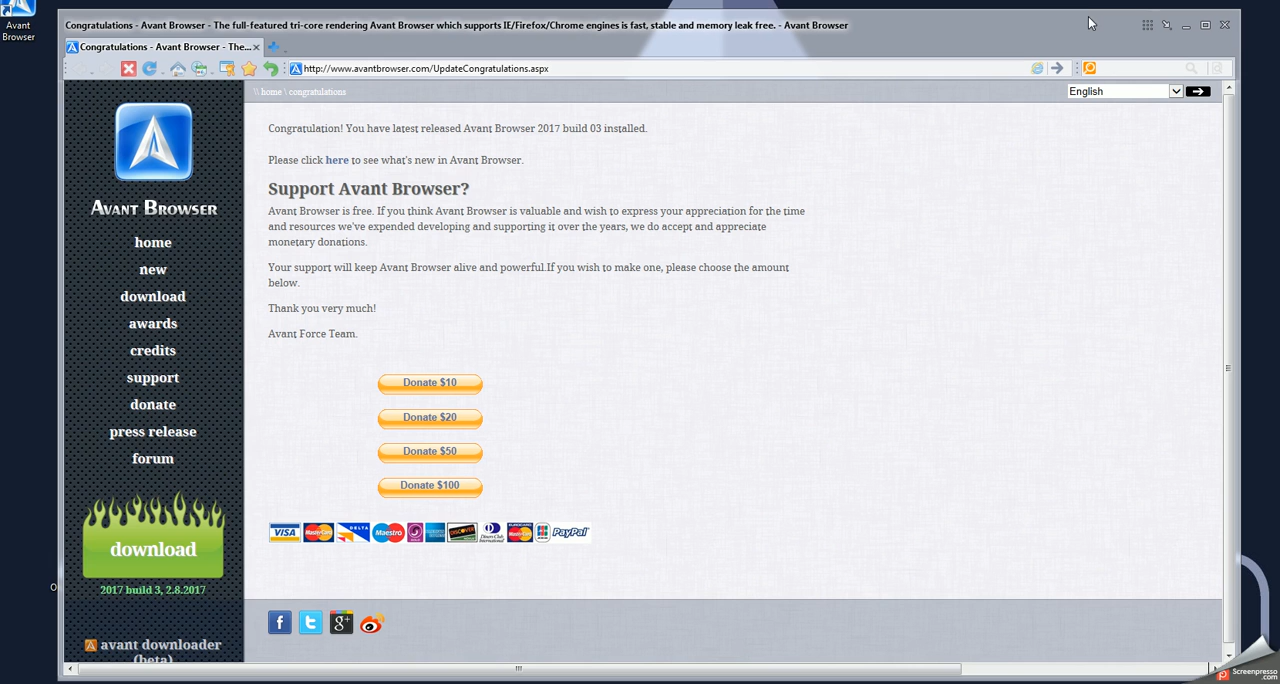 Avant
Browser
Congratulations - Avant Browser - The full-featured tri-core rendering Avant Browser which supports IE/Firefox/Chrome engines is fast, stable and memory leak free. - Avant Browser
Congratulations - Avant Browser - The...
http://www.avantbrowser.com/UpdateCongratulations.aspx
\\ home \ congratulations
English
AVANT BROWSER
home
new
download
awards
credits
support
donate
press release
forum
download
2017 build 3, 2.8.2017
avant downloader
(beta)
Congratulation! You have latest released Avant Browser 2017 build 03 installed.
Please click here to see what's new in Avant Browser.
Support Avant Browser?
Avant Browser is free. If you think Avant Browser is valuable and wish to express your appreciation for the time
and resources we've expended developing and supporting it over the years, we do accept and appreciate
monetary donations.
Your support will keep Avant Browser alive and powerful.If you wish to make one, please choose the amount
below.
Thank you very much!
Avant Force Team.
Donate $10
Donate $20
Donate $50
Donate $100
VISA MasterCard DELTA Maestro DISCOVER Diners Club International MasterCard JCB PayPal
f t g+
O
Screenpresso
.com